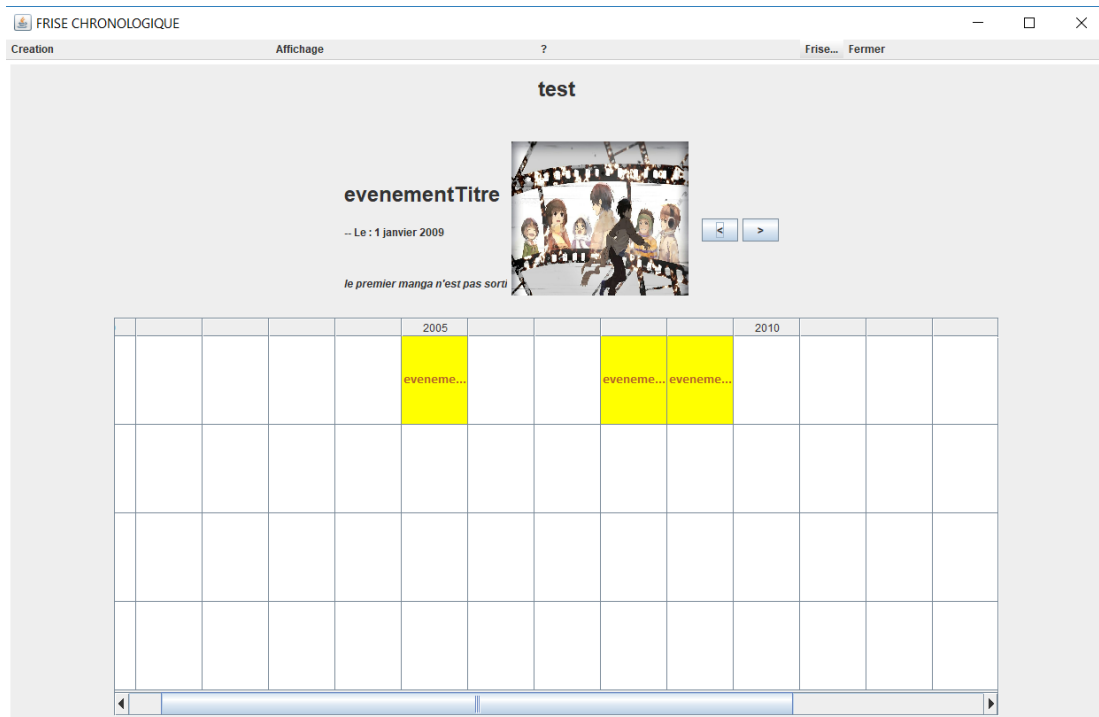 FRISE CHRONOLOGIQUE
Creation Affichage ? Frise... Fermer
test
evenementTitre
-- Le : 1 janvier 2009
< >
le premier manga n'est pas sorti
2005 2010
eveneme... eveneme... eveneme...